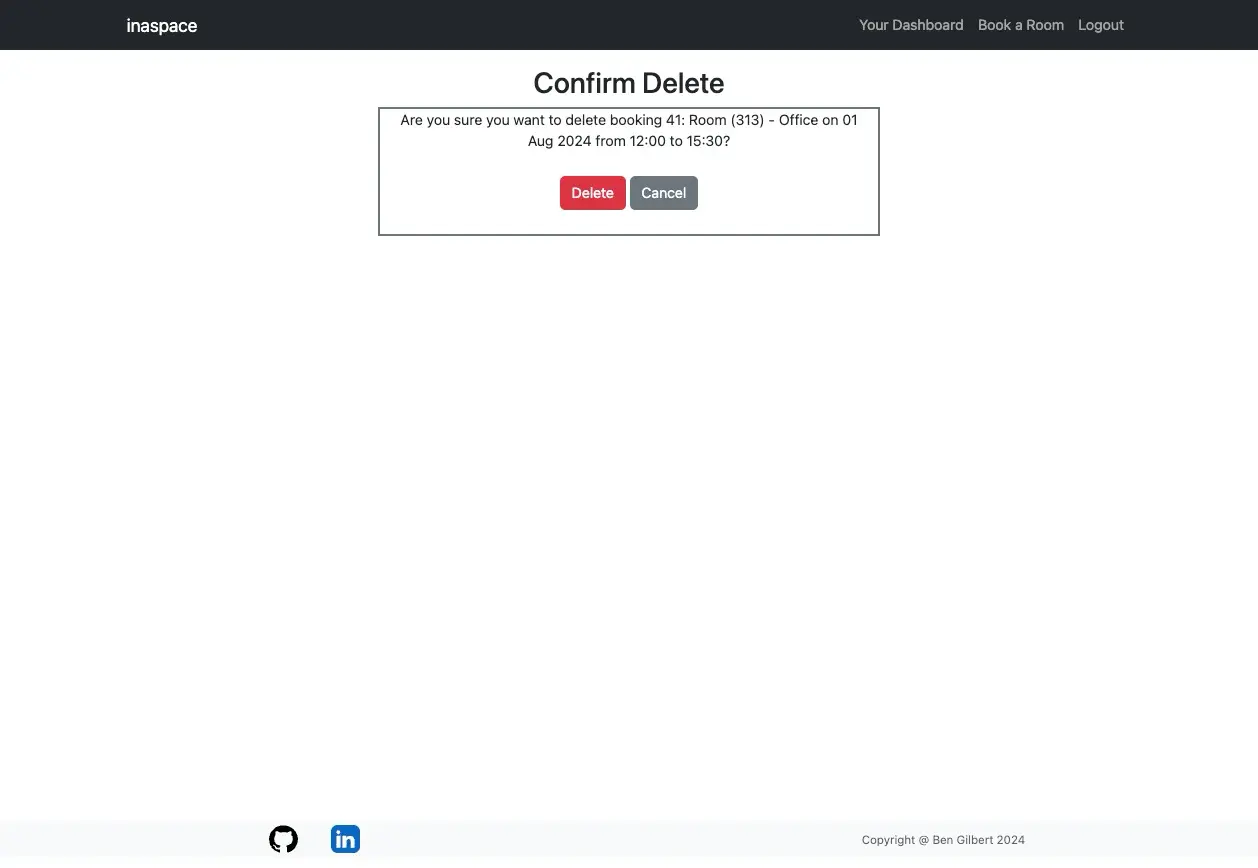 inaspace
Your Dashboard
Book a Room
Logout
Confirm Delete
Are you sure you want to delete booking 41: Room (313) - Office on 01
Aug 2024 from 12:00 to 15:30?
Delete
Cancel
in
Copyright @ Ben Gilbert 2024